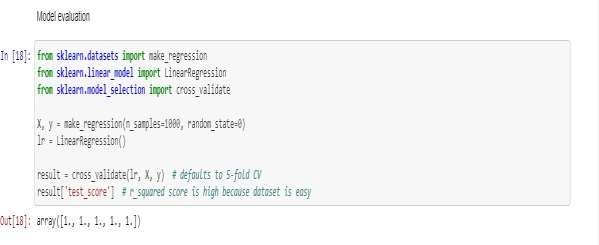 Model evaluation
In [18]: from sklearn.datasets import make_regression
from sklearn.linear_model import LinearRegression
from sklearn.model_selection import cross_validate
X, y = make_regression(n_samples=1000, random_state=0)
lr = LinearRegression()
result = cross_validate(lr, X, y)  # defaults to 5-fold CV
result['test_score']  # r_squared score is high because dataset is easy
Out[18]: array([1., 1., 1., 1., 1.])